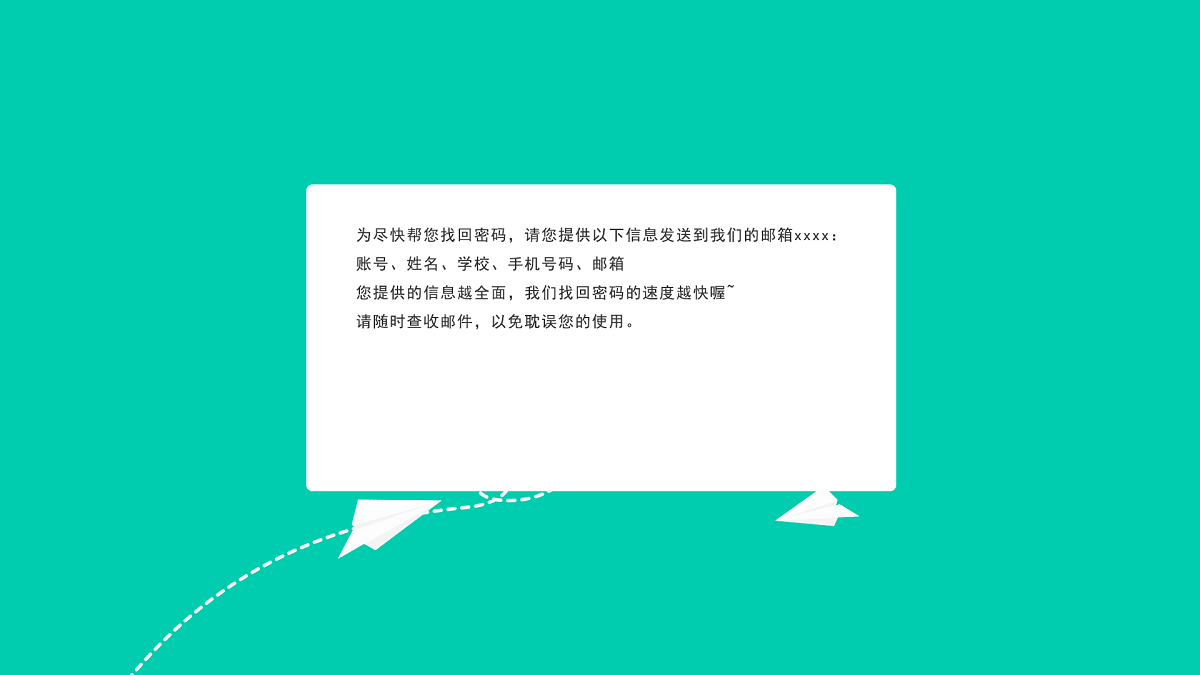 为尽快帮您找回密码，请您提供以下信息发送到我们的邮箱xxxx：
账号、姓名、学校、手机号码、邮箱
您提供的信息越全面，我们找回密码的速度越快喔~
请随时查收邮件，以免耽误您的使用。